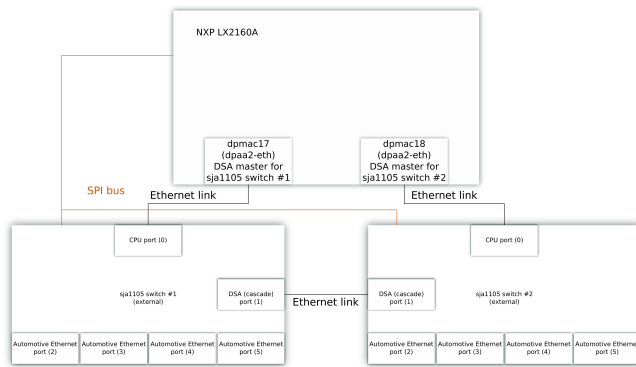 NXP LX2160A
dpmac17
(dpaa2-eth)
DSA master for
sja1105 switch #1
dpmac18
(dpaa2-eth)
DSA master for
sja1105 switch #2
SPI bus
Ethernet link
Ethernet link
CPU port (0)
CPU port (0)
sja1105 switch #1
(external)
DSA (cascade)
port (1)
Ethernet link
DSA (cascade)
port (1)
sja1105 switch #2
(external)
Automotive Ethernet
port (2)
Automotive Ethernet
port (3)
Automotive Ethernet
port (4)
Automotive Ethernet
port (5)
Automotive Ethernet
port (2)
Automotive Ethernet
port (3)
Automotive Ethernet
port (4)
Automotive Ethernet
port (5)